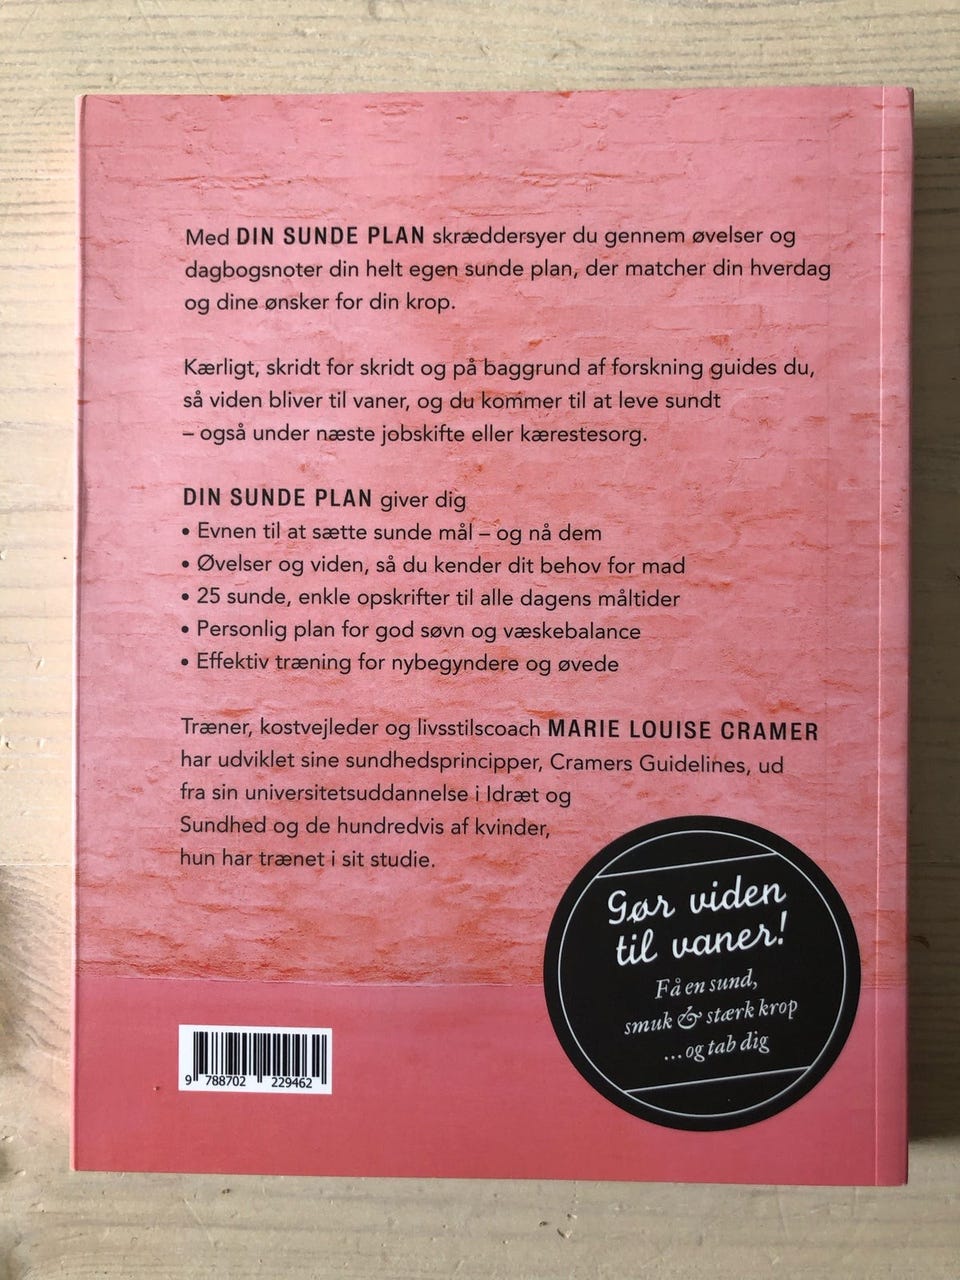 Med DIN SUNDE PLAN skræddersyer du gennem øvelser og
dagbogsnoter din helt egen sunde plan, der matcher din hverdag
og dine ønsker for din krop.
Kærligt, skridt for skridt og på baggrund af forskning guides du,
så viden bliver til vaner, og du kommer til at leve sundt
– også under næste jobskifte eller kærestesorg.
DIN SUNDE PLAN giver dig
• Evnen til at sætte sunde mål – og nå dem
• Øvelser og viden, så du kender dit behov for mad
• 25 sunde, enkle opskrifter til alle dagens måltider
• Personlig plan for god søvn og væskebalance
• Effektiv træning for nybegyndere og øvede
Træner, kostvejleder og livsstilscoach MARIE LOUISE CRAMER
har udviklet sine sundhedsprincipper, Cramers Guidelines, ud
fra sin universitetsuddannelse i Idræt og
Sundhed og de hundredvis af kvinder,
hun har trænet i sit studie.
Gør viden
til vaner!
Få en sund,
smuk & stærk krop
...og tab dig
9 788702 229462